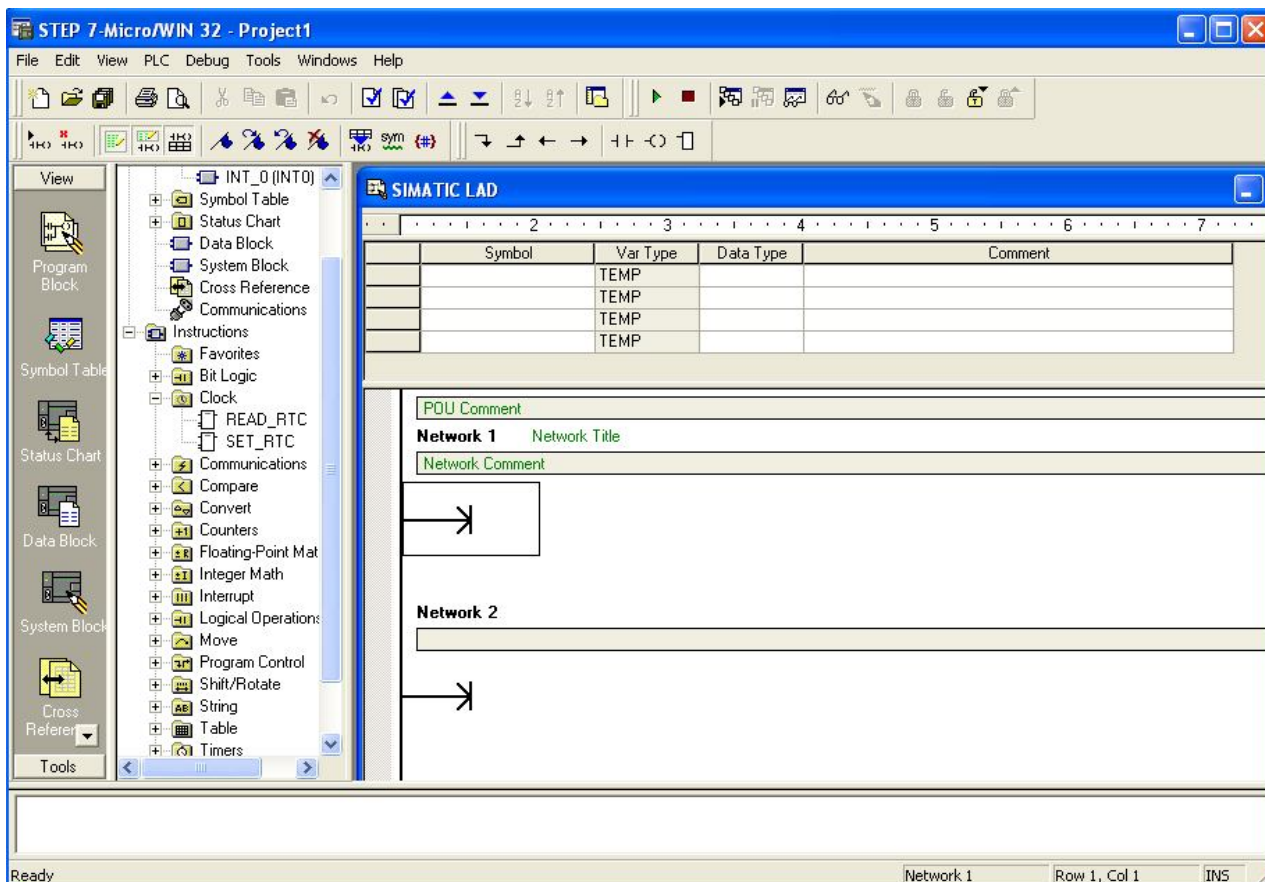 STEP 7-Micro/WIN 32 - Project1
File Edit View PLC Debug Tools Windows Help
sym
View
Program
Block
Symbol Table
Status Chart
Data Block
System Block
Cross
Tools
INT_0 (INT0)
Symbol Table
Status Chart
Data Block
System Block
Cross Reference
Communications
Instructions
Favorites
Bit Logic
Clock
READ_RTC
SET_RTC
Communications
Compare
Convert
Counters
Floating-Point Mat
Integer Math
Interrupt
Logical Operations
Move
Program Control
Shift/Rotate
String
Table
Timers
SIMATIC LAD
2 3 4 5 6 7
Symbol Var Type Data Type Comment
TEMP
TEMP
TEMP
TEMP
POU Comment
Network 1 Network Title
Network Comment
Network 2
Ready Network 1 Row 1, Col 1 INS